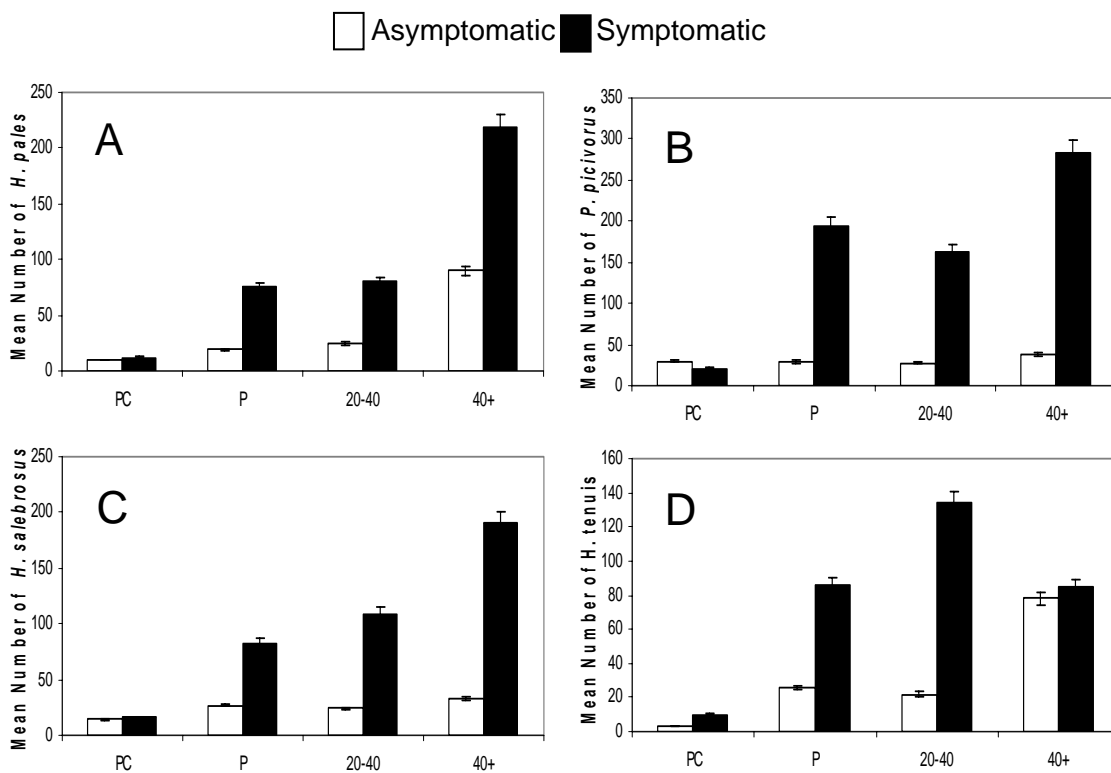 Asymptomatic Symptomatic
A
Mean Number of H. pales
250
200
150
100
50
0
PC P 20-40 40+
B
Mean Number of P. picivorus
350
300
250
200
150
100
50
0
PC P 20-40 40+
C
Mean Number of H. salebrosus
250
200
150
100
50
0
PC P 20-40 40+
D
Mean Number of H. tenuis
160
140
120
100
80
60
40
20
0
PC P 20-40 40+